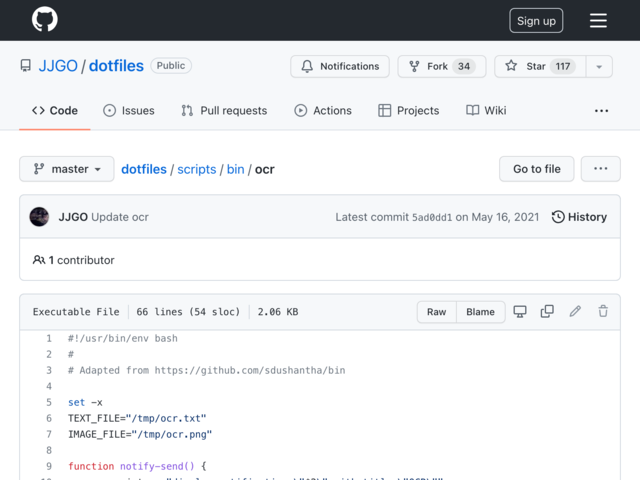 Sign up
JJGO / dotfiles Public
Notifications Fork 34 Star 117
Code Issues Pull requests Actions Projects Wiki
master dotfiles / scripts / bin / ocr Go to file
JJGO Update ocr Latest commit 5ad0dd1 on May 16, 2021 History
1 contributor
Executable File 66 lines (54 sloc) 2.06 KB Raw Blame
1 #!/usr/bin/env bash
2 #
3 # Adapted from https://github.com/sdushantha/bin
4
5 set -x
6 TEXT_FILE="/tmp/ocr.txt"
7 IMAGE_FILE="/tmp/ocr.png"
8
9 function notify-send() {